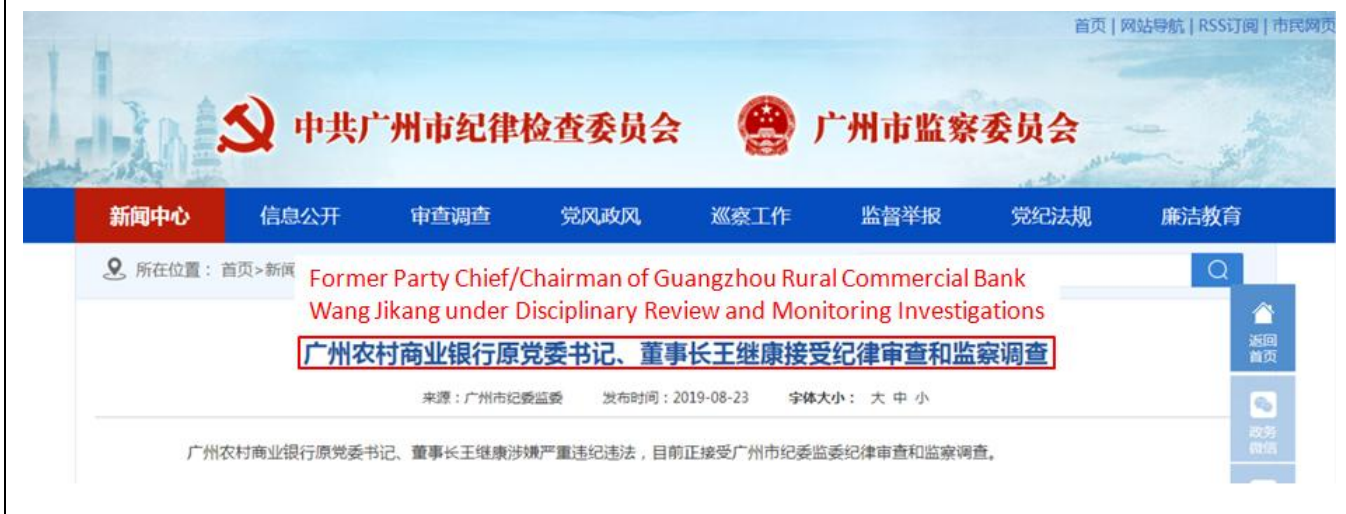 首页 | 网站导航 | RSS订阅 | 市民网页
中共广州市纪律检查委员会 广州市监察委员会
新闻中心 信息公开 审查调查 党风政风 巡察工作 监督举报 党纪法规 廉洁教育
所在位置： 首页>新闻
Former Party Chief/Chairman of Guangzhou Rural Commercial Bank
Wang Jikang under Disciplinary Review and Monitoring Investigations
广州农村商业银行原党委书记、董事长王继康接受纪律审查和监察调查
来源：广州市纪委监委 发布时间：2019-08-23 字体大小： 大 中 小
广州农村商业银行原党委书记、董事长王继康涉嫌严重违纪违法，目前正接受广州市纪委监委纪律审查和监察调查。
返回
首页
政务
微信